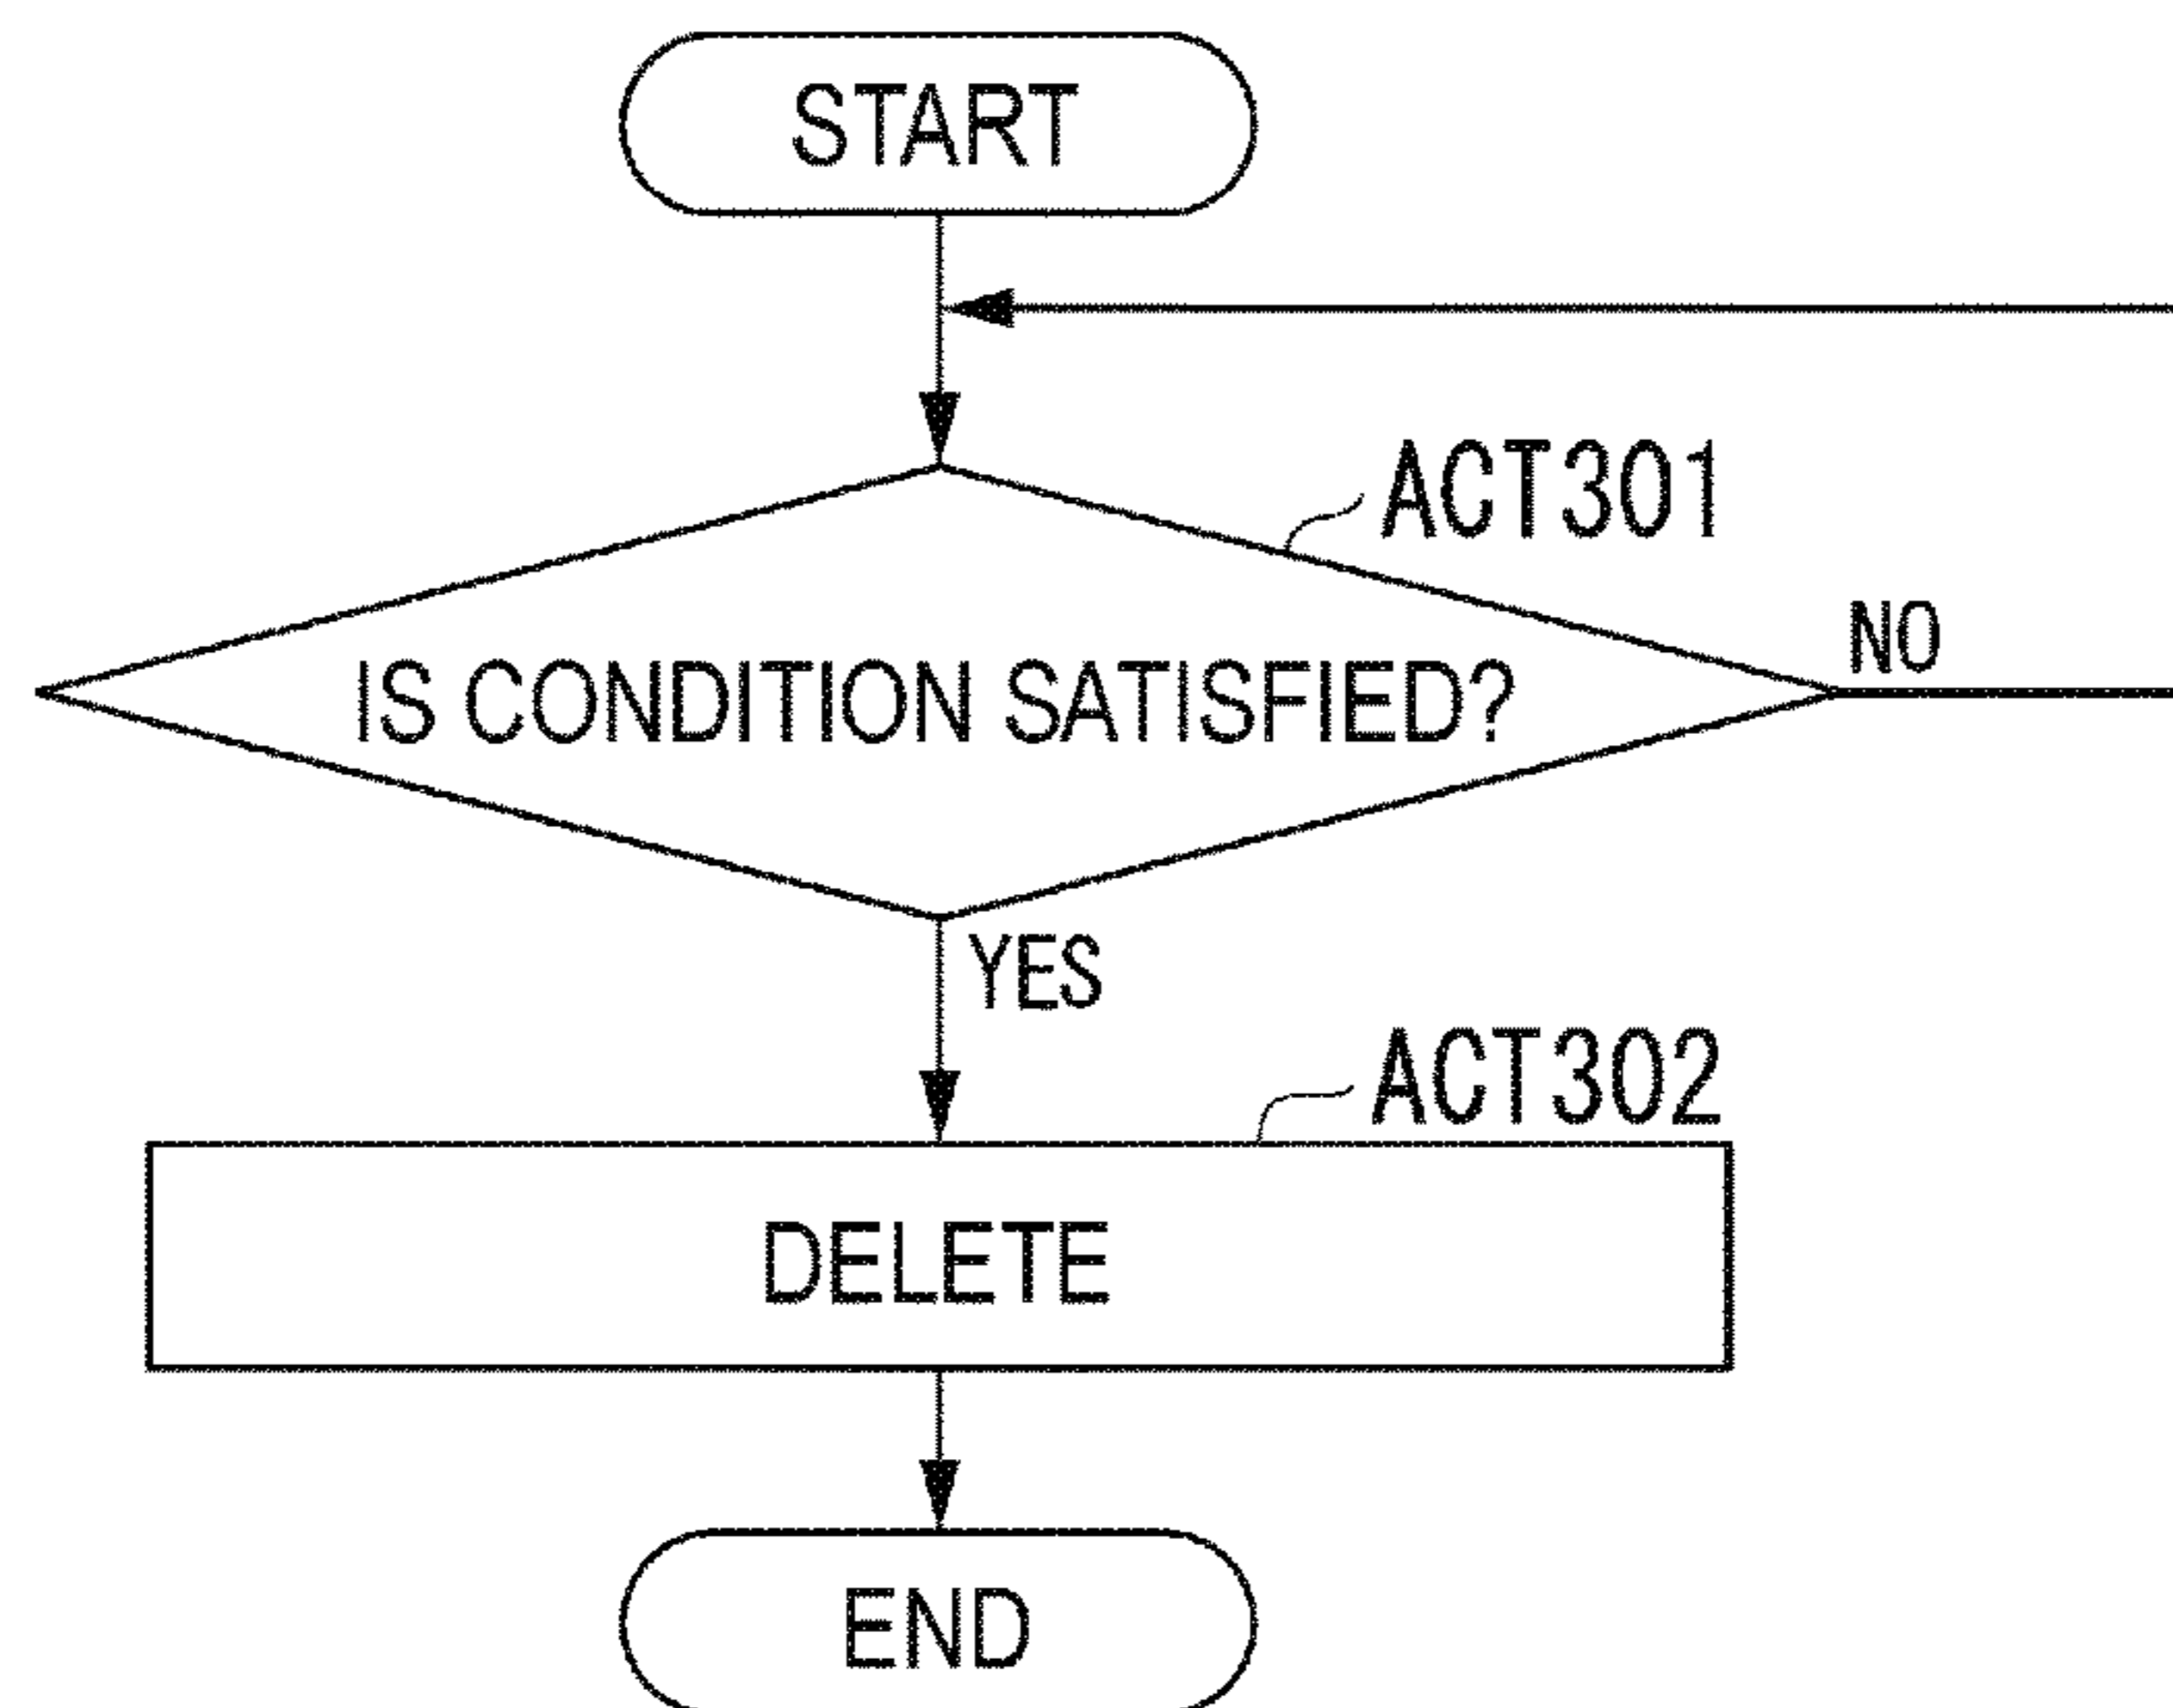 START
ACT301
NO
IS CONDITION SATISFIED?
YES
ACT302
DELETE
END